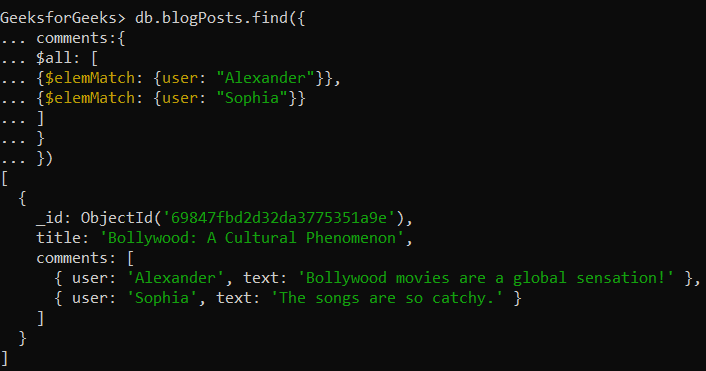 GeeksforGeeks> db.blogPosts.find({
... comments:{
... $all: [
... {$elemMatch: {user: "Alexander"}},
... {$elemMatch: {user: "Sophia"}}
... ]
... }
... })
[
  {
    _id: ObjectId('69847fbd2d32da3775351a9e'),
    title: 'Bollywood: A Cultural Phenomenon',
    comments: [
      { user: 'Alexander', text: 'Bollywood movies are a global sensation!' },
      { user: 'Sophia', text: 'The songs are so catchy.' }
    ]
  }
]